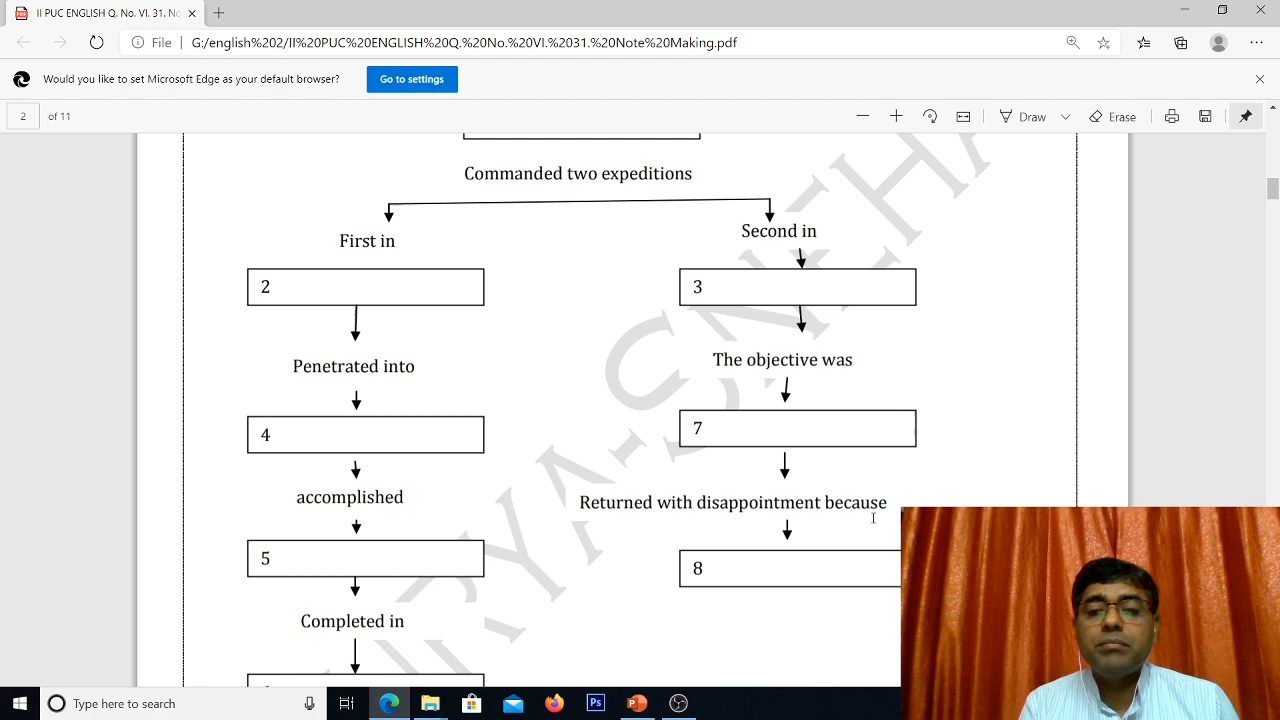 II PUC ENGLISH Q. No. VI. 31, No
File G:/english%202/II%20PUC%20ENGLISH%20Q.%20No.%20VI.%2031.%20Note%20Making.pdf
Would you like to set Microsoft Edge as your default browser? Go to settings
2 of 11 Draw Erase
Commanded two expeditions
First in
Second in
2
3
Penetrated into
The objective was
4
7
accomplished
Returned with disappointment because
5
8
Completed in
Type here to search